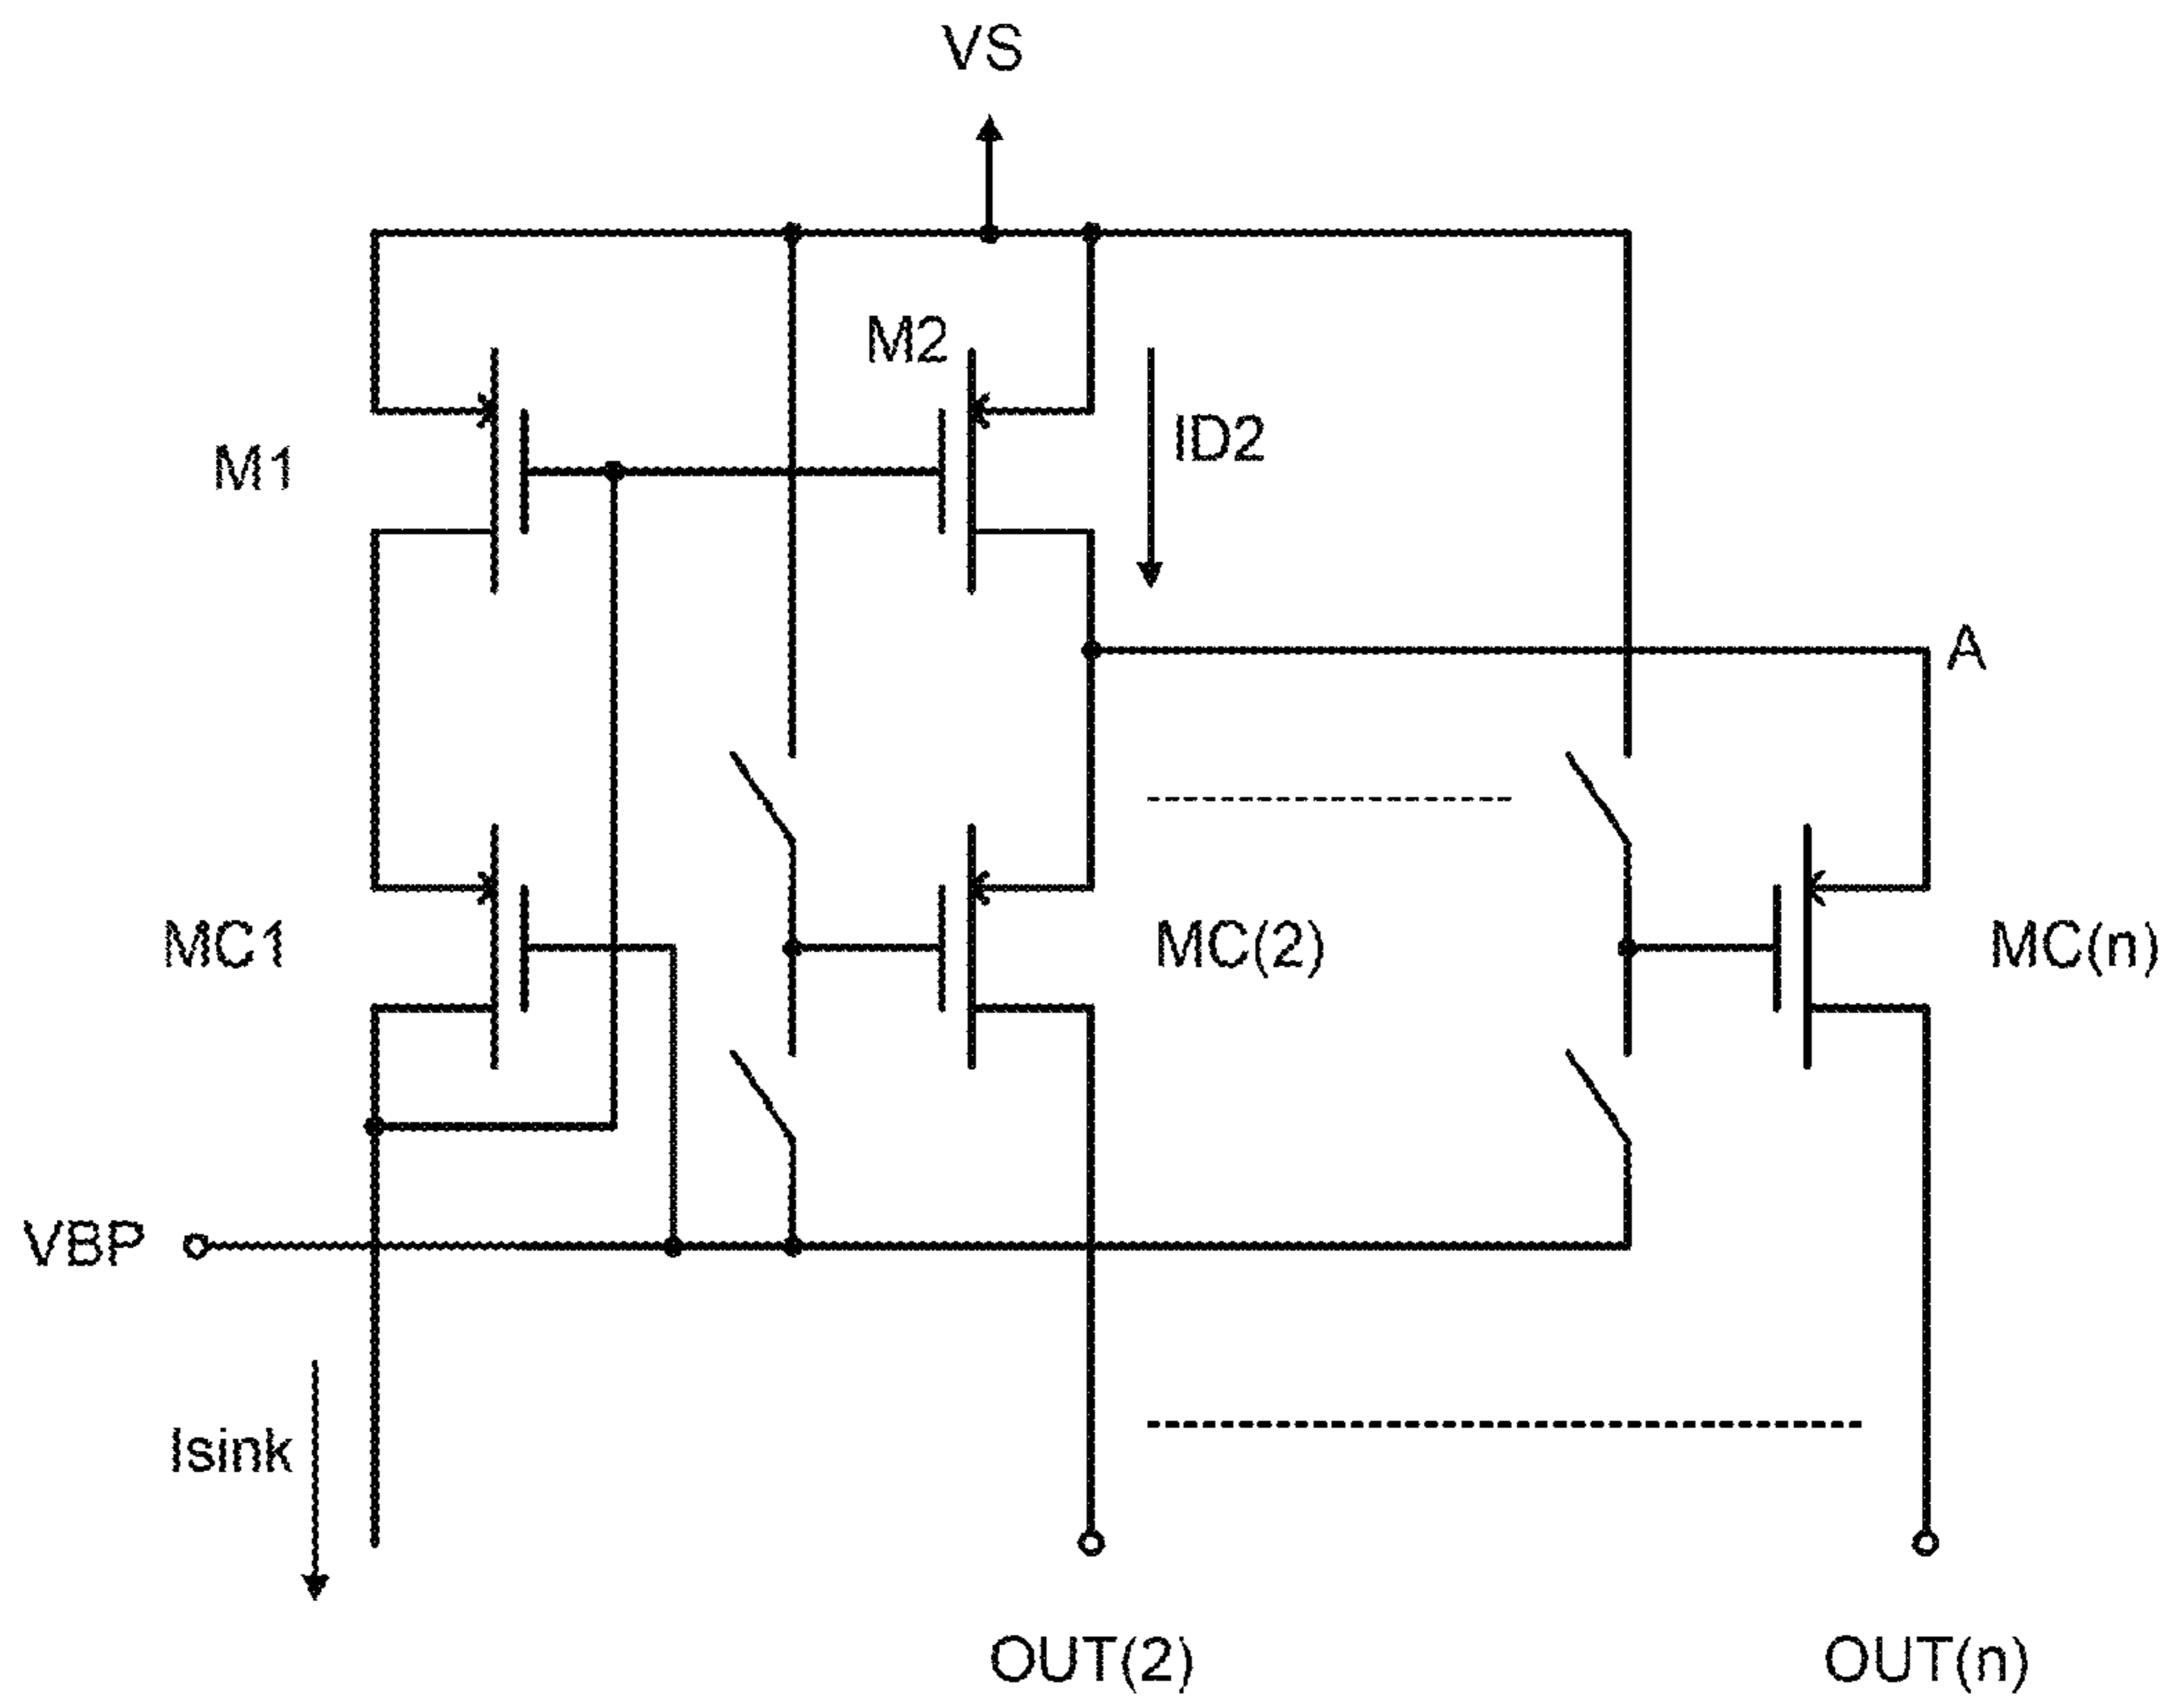 VS
M2
ID2
M1
A
MC1
MC(2)
MC(n)
VBP
Isink
OUT(2)
OUT(n)